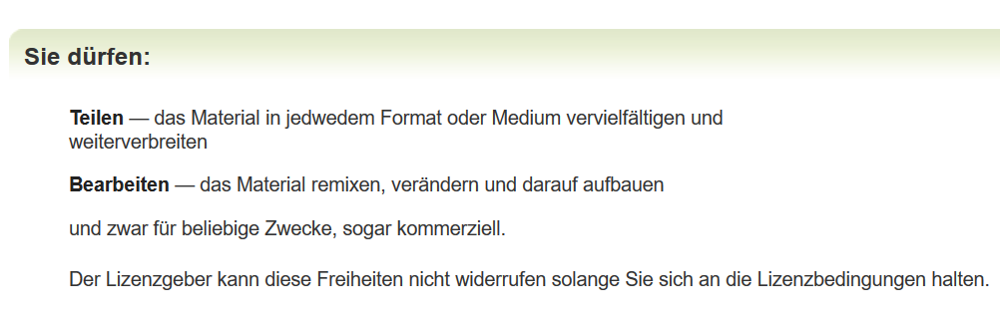 Sie dürfen:
Teilen — das Material in jedwedem Format oder Medium vervielfältigen und
weiterverbreiten
Bearbeiten — das Material remixen, verändern und darauf aufbauen
und zwar für beliebige Zwecke, sogar kommerziell.
Der Lizenzgeber kann diese Freiheiten nicht widerrufen solange Sie sich an die Lizenzbedingungen halten.